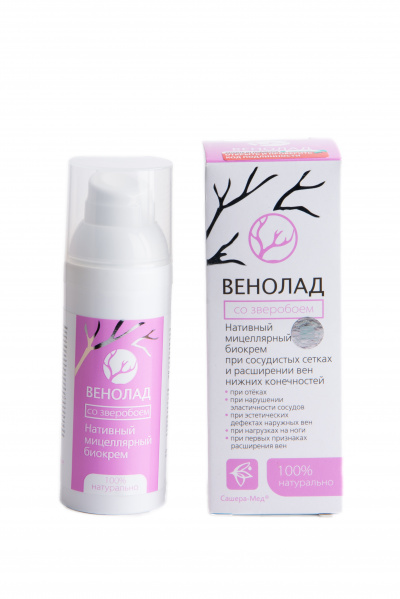 ВЕНОЛАД
со зверобоем
Нативный
мицеллярный
биокрем
100%
натурально
ВЕНОЛАД
со зверобоем
Нативный
мицеллярный
биокрем
при сосудистых сетках
и расширении вен
нижних конечностей
• при отёках
• при нарушении
эластичности сосудов
• при эстетических
дефектах наружных вен
• при нагрузках на ноги
• при первых признаках
расширения вен
Сашера-Мед®
100%
натурально